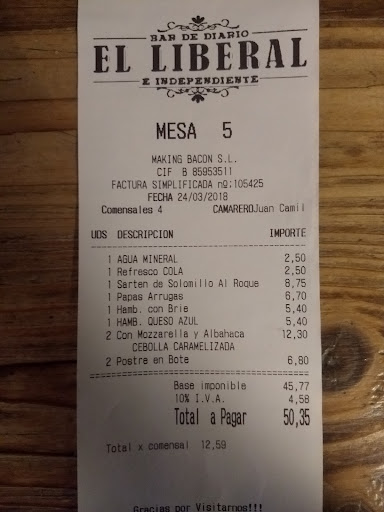 BAR DE DIARIO
EL LIBERAL
E INDEPENDIENTE
MESA 5
MAKING BACON S.L.
CIF B 85953511
FACTURA SIMPLIFICADA nº:105425
FECHA 24/03/2018
Comensales 4 CAMAREROJuan Camil
UDS DESCRIPCION IMPORTE
1 AGUA MINERAL 2,50
1 Refresco COLA 2,50
1 Sarten de Solomillo Al Roque 8,75
1 Papas Arrugas 6,70
1 Hamb. con Brie 5,40
1 HAMB. QUESO AZUL 5,40
2 Con Mozzarella y Albahaca 12,30
CEBOLLA CARAMELIZADA
2 Postre en Bote 6,80
Base imponible 45,77
10% I.V.A. 4,58
Total a Pagar 50,35
Total x comensal 12,59
Gracias por Visitarnos!!!